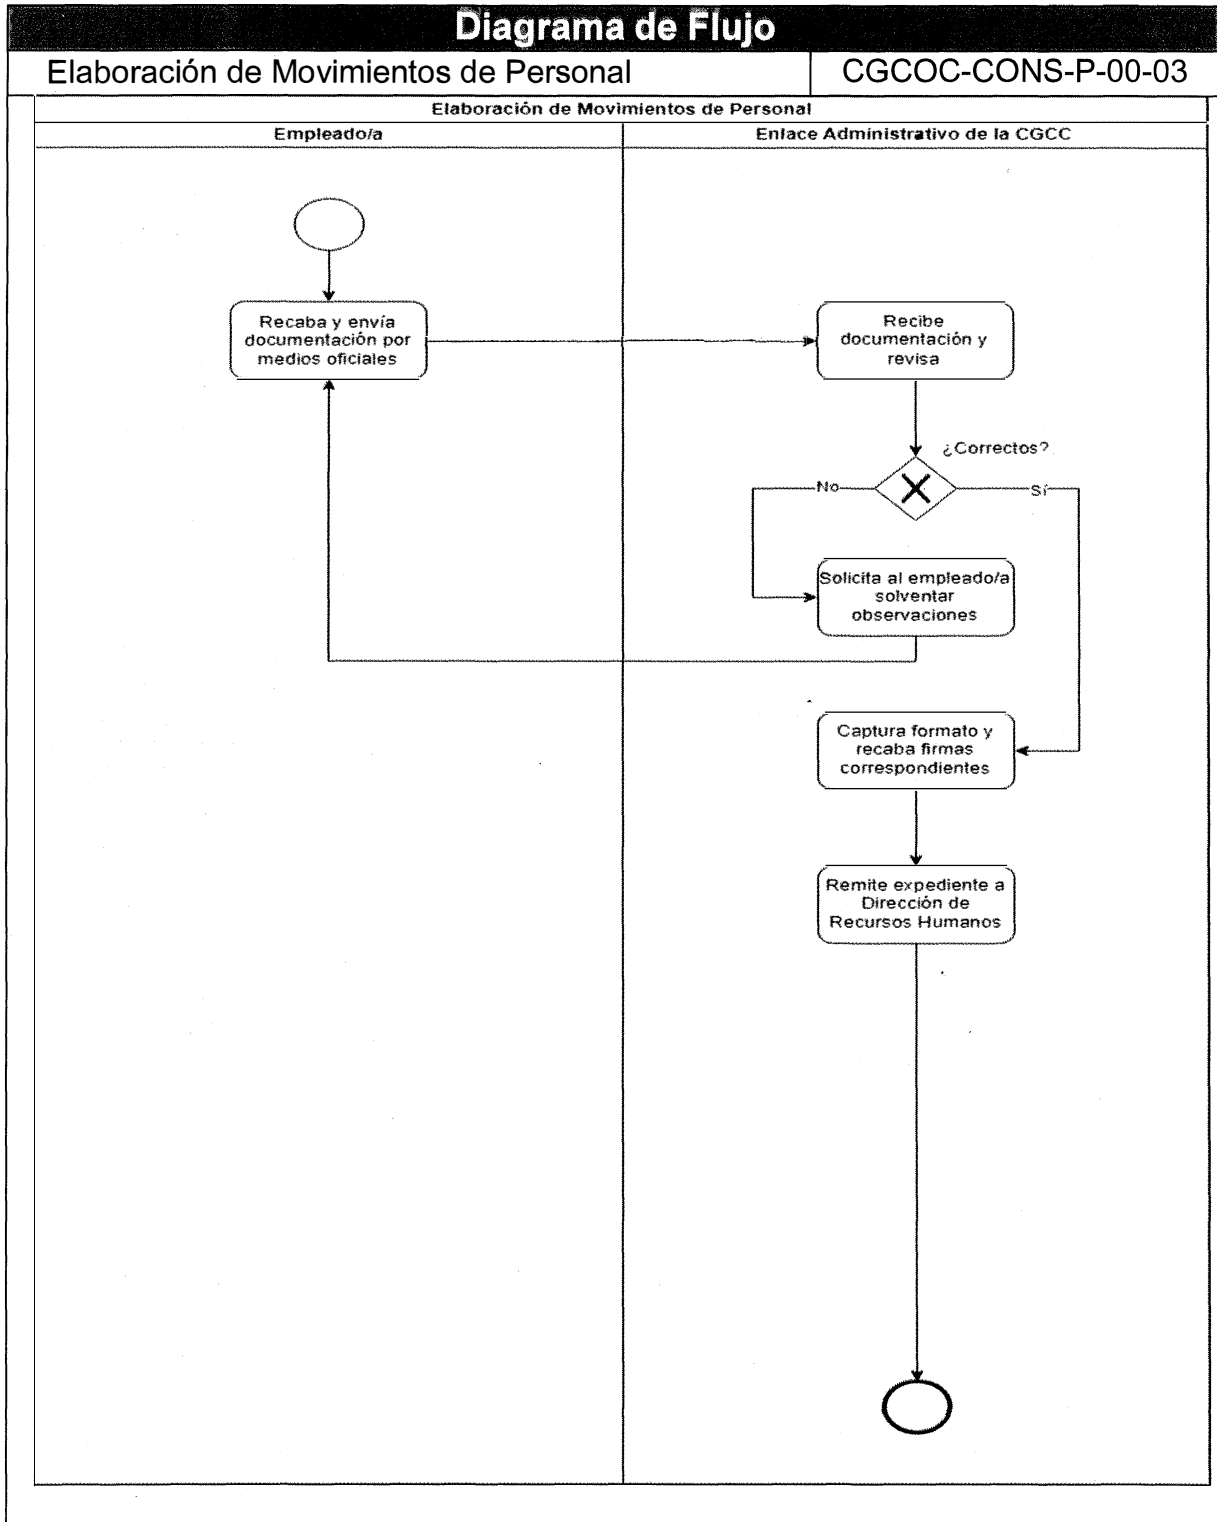 Diagrama de Flujo
Elaboración de Movimientos de Personal
CGCOC-CONS-P-00-03
Elaboración de Movimientos de Personal
Empleado/a
Enlace Administrativo de la CGCC
Recaba y envía
documentación por
medios oficiales
Recibe
documentación y
revisa
¿Correctos?
No
Sí
Solicita al empleado/a
solventar
observaciones
Captura formato y
recaba firmas
correspondientes
Remite expediente a
Dirección de
Recursos Humanos